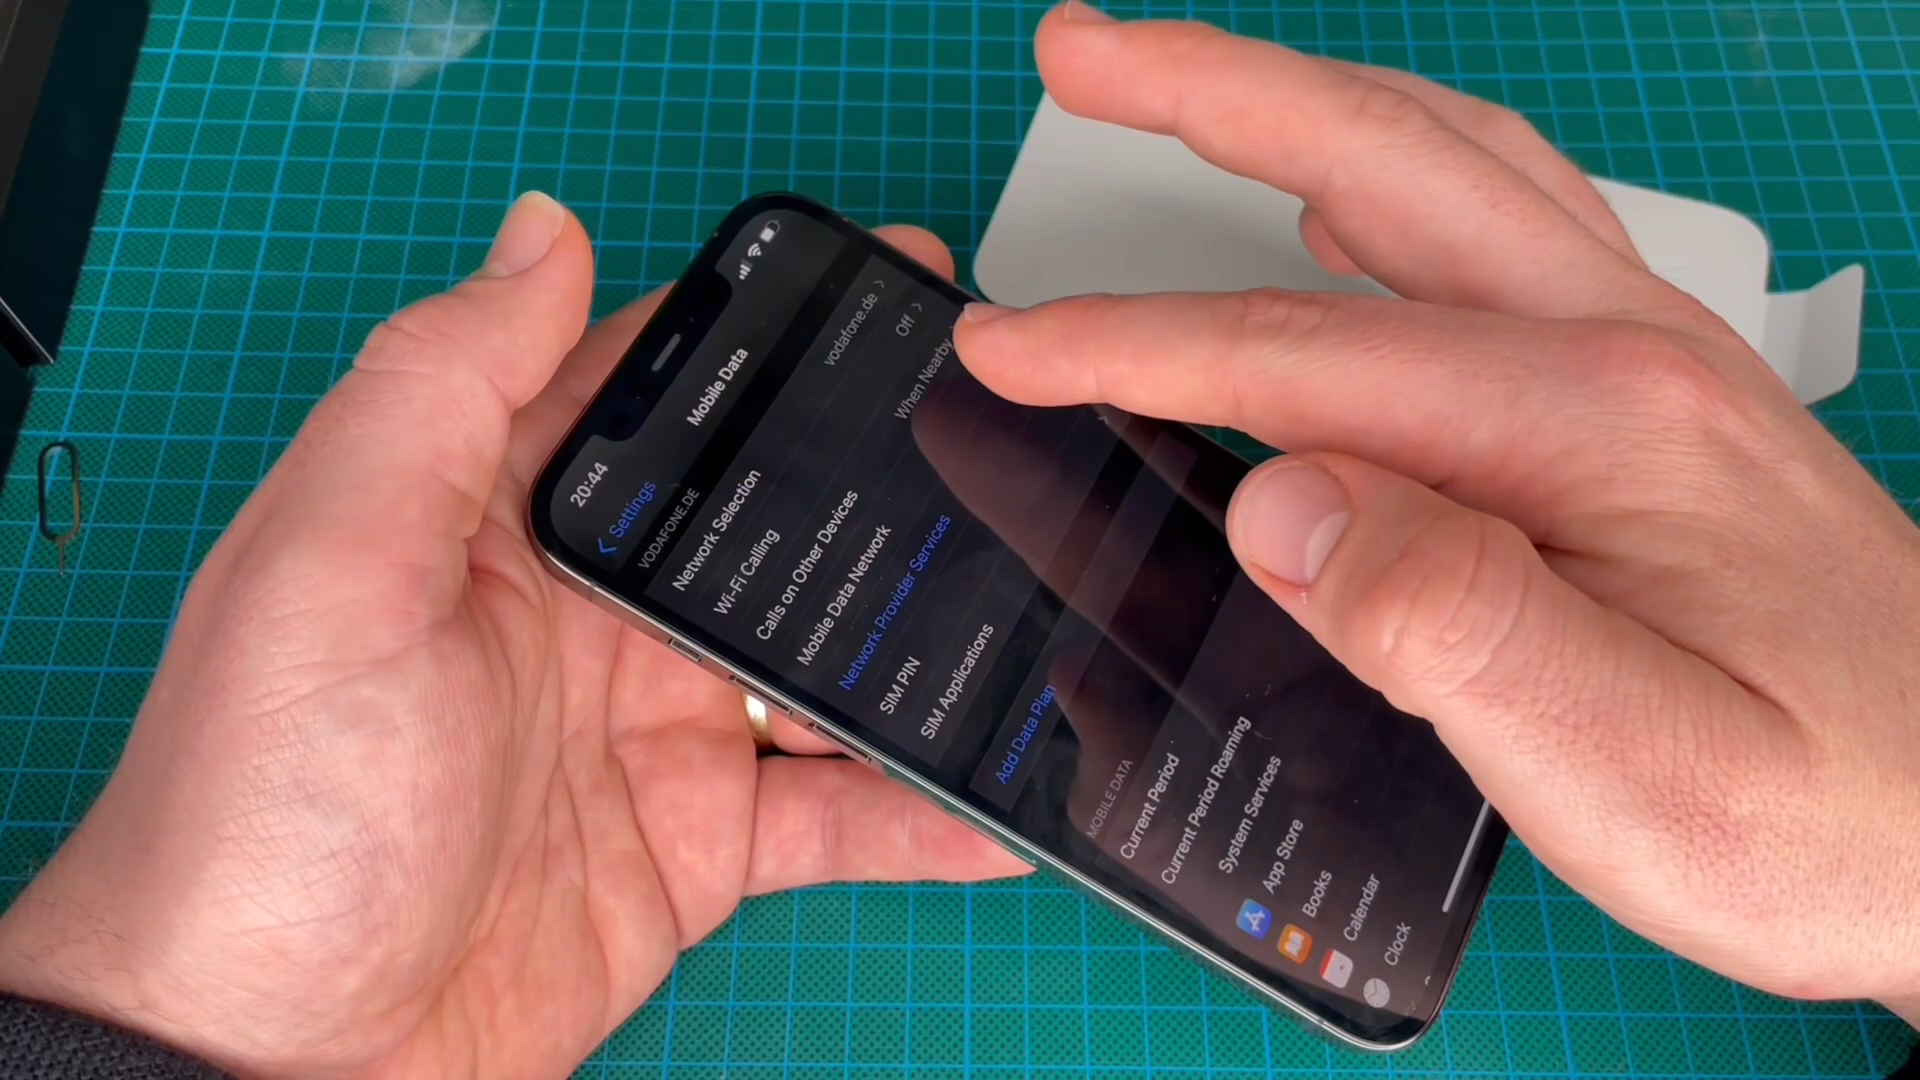 20:44
Settings
Mobile Data
VODAFONE.DE
Network Selection vodafone.de
Wi-Fi Calling Off
Calls on Other Devices When Nearby
Mobile Data Network
Network Provider Services
SIM PIN
SIM Applications
Add Data Plan
MOBILE DATA
Current Period
Current Period Roaming
System Services
App Store
Books
Calendar
Clock